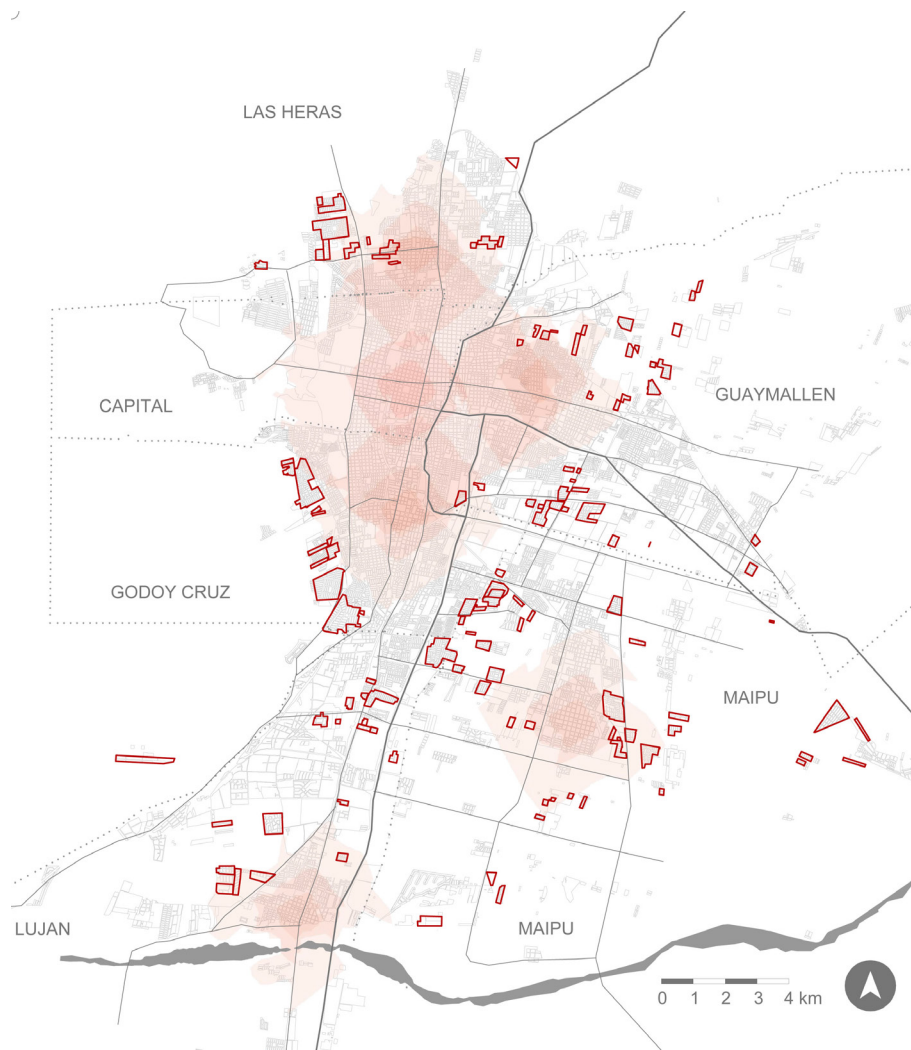 LAS HERAS
CAPITAL
GUAYMALLEN
GODOY CRUZ
MAIPU
LUJAN
MAIPU
0 1 2 3 4 km